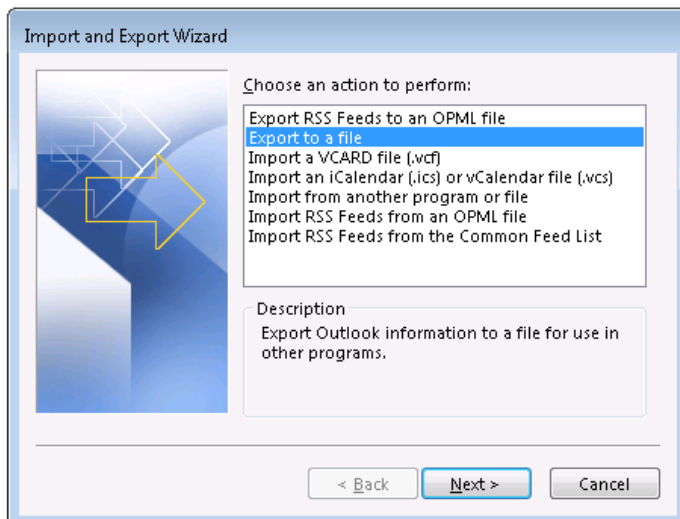 Import and Export Wizard
Choose an action to perform:
Export RSS Feeds to an OPML file
Export to a file
Import a VCARD file (.vcf)
Import an iCalendar (.ics) or vCalendar file (.vcs)
Import from another program or file
Import RSS Feeds from an OPML file
Import RSS Feeds from the Common Feed List
Description
Export Outlook information to a file for use in
other programs.
< Back Next > Cancel